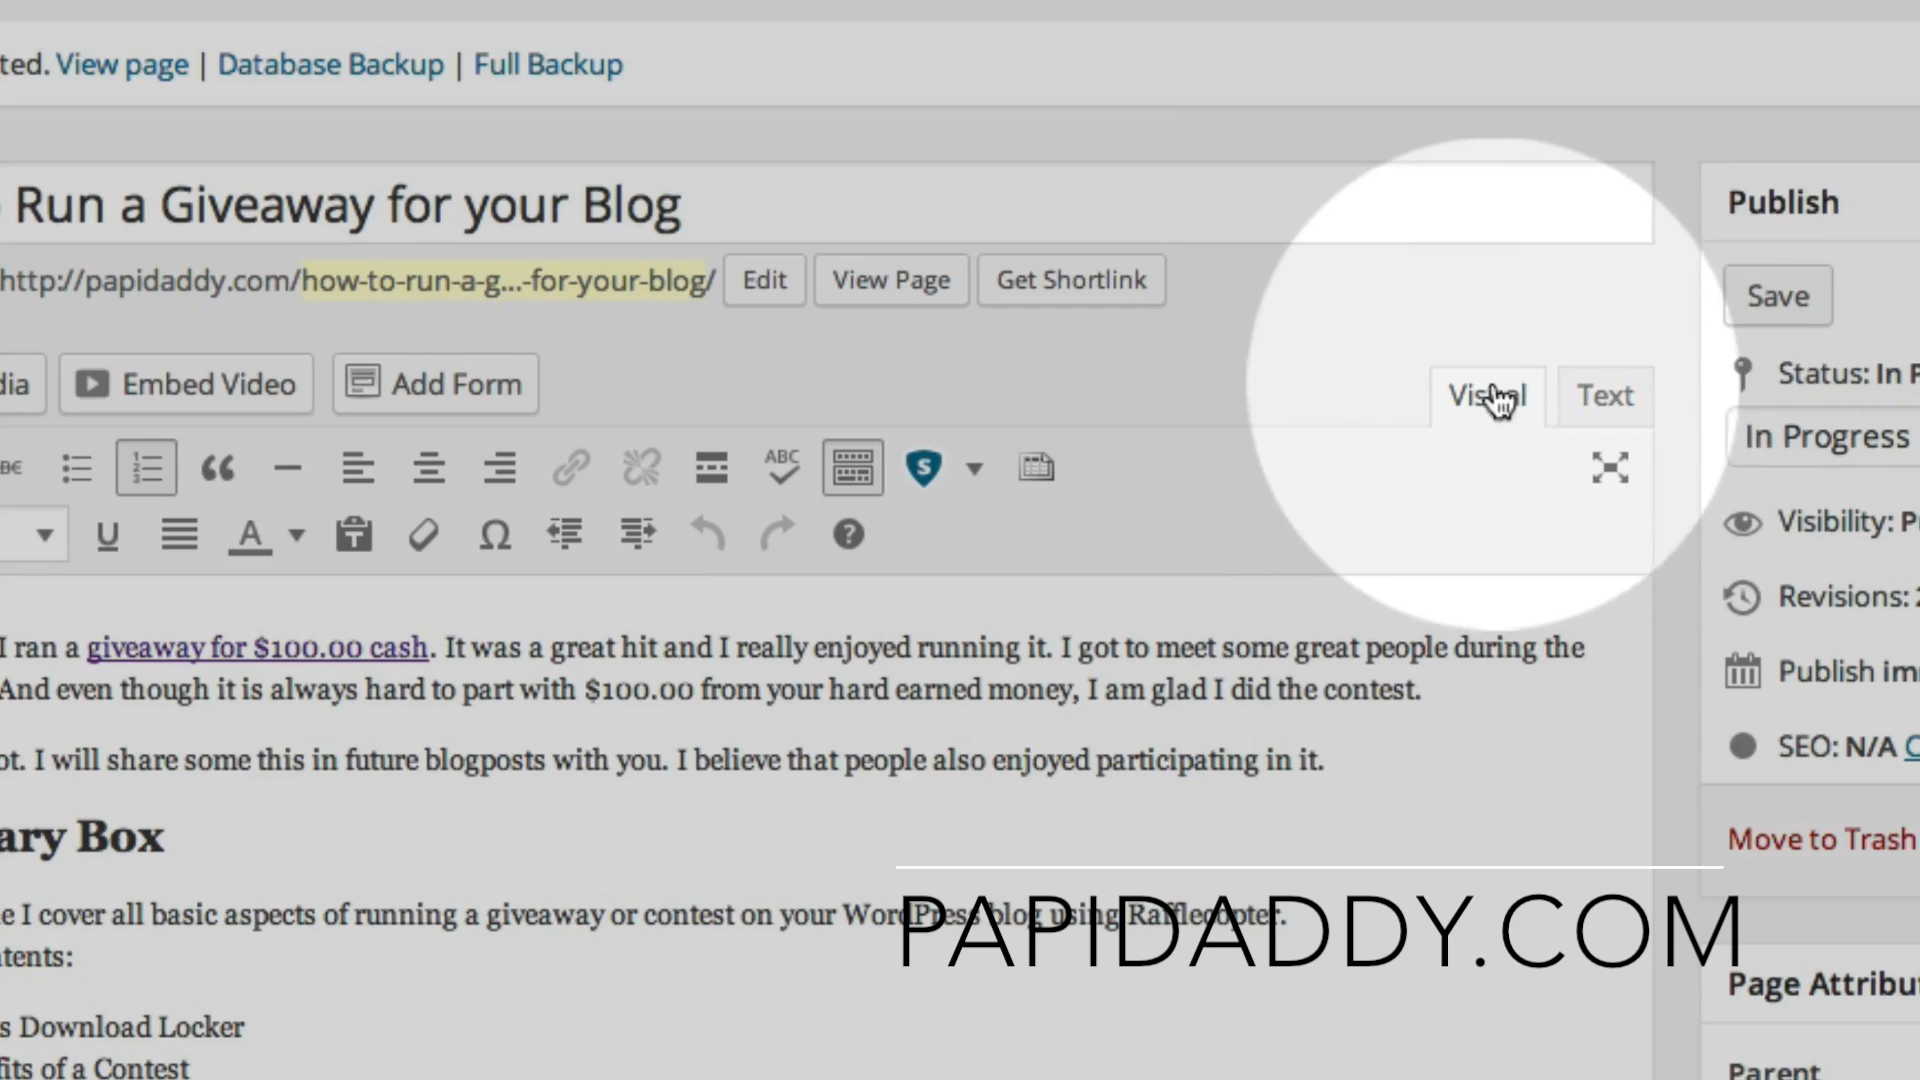 ted. View page | Database Backup | Full Backup
Run a Giveaway for your Blog
Publish
http://papidaddy.com/how-to-run-a-g...-for-your-blog/ Edit View Page Get Shortlink
Save
dia Embed Video Add Form
Visual Text
Status: In P
In Progress
ABC
Visibility: P
Revisions: 2
I ran a giveaway for $100.00 cash. It was a great hit and I really enjoyed running it. I got to meet some great people during the
And even though it is always hard to part with $100.00 from your hard earned money, I am glad I did the contest.
Publish im
ot. I will share some this in future blogposts with you. I believe that people also enjoyed participating in it.
SEO: N/A C
ary Box
Move to Trash
e I cover all basic aspects of running a giveaway or contest on your WordPress blog using Rafflecopter.
PAPIDADDY.COM
tents:
Page Attribu
s Download Locker
fits of a Contest
Parent